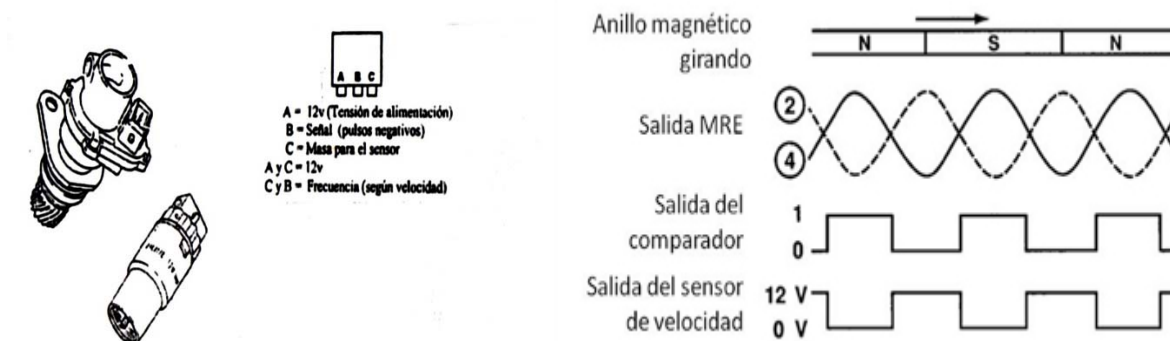 A B C
A = 12v (Tensión de alimentación)
B = Señal (pulsos negativos)
C = Masa para el sensor
A y C = 12v
C y B = Frecuencia (según velocidad)
Anillo magnético
girando
N S N
Salida MRE
2
4
Salida del
comparador
1
0
Salida del sensor
de velocidad
12 V
0 V